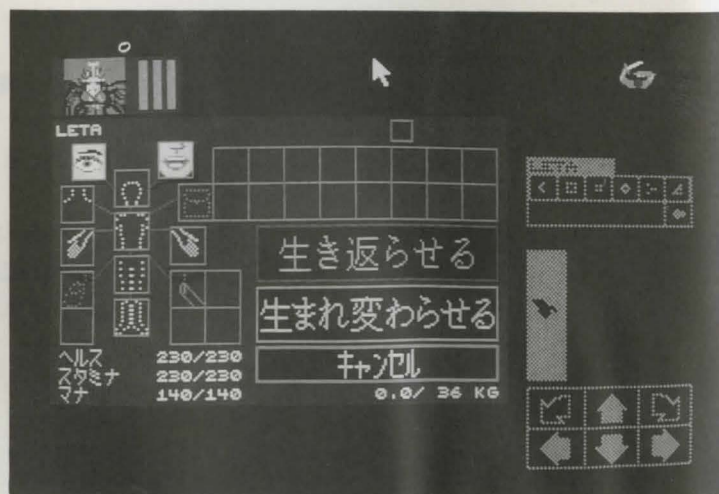 LETA
生き返らせる
生まれ変わらせる
キャンセル
ヘルス 230/230
スタミナ 230/230
マナ 140/140
0.0/ 36 KG